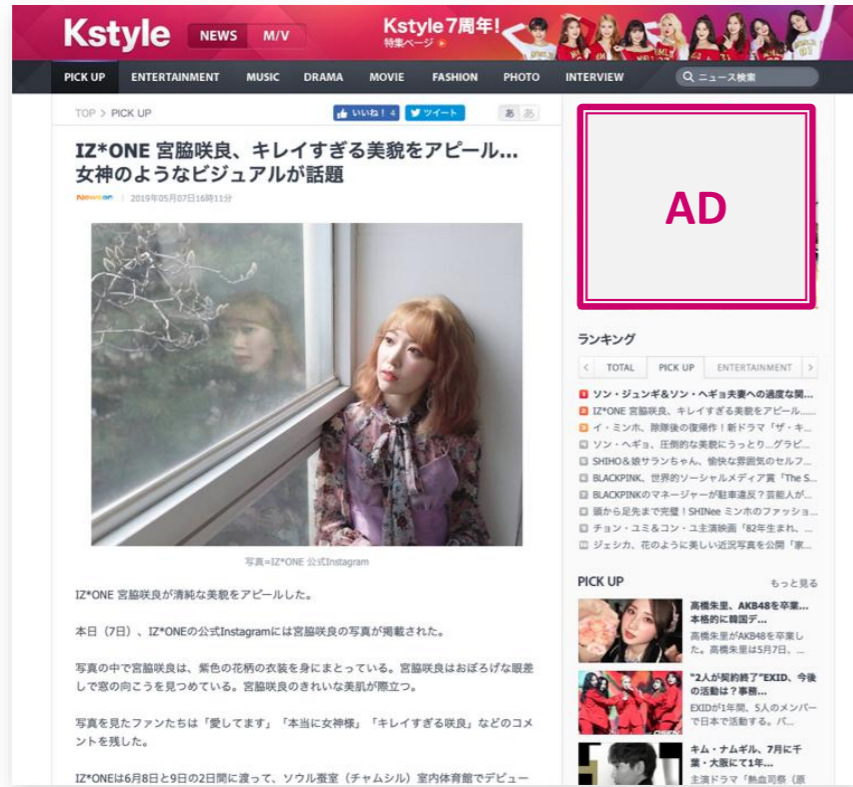 Kstyle
NEWS
M/V
Kstyle7周年!
特集ページ
PICK UP
ENTERTAINMENT
MUSIC
DRAMA
MOVIE
FASHION
PHOTO
INTERVIEW
ニュース検索
TOP > PICK UP
いいね! 4
ツイート
あ
あ
IZ*ONE 宮脇咲良、キレイすぎる美貌をアピール…
女神のようなビジュアルが話題
2019年05月07日16時11分
写真=IZ*ONE 公式Instagram
IZ*ONE 宮脇咲良が清純な美貌をアピールした。
本日(7日)、IZ*ONEの公式Instagramには宮脇咲良の写真が掲載された。
写真の中で宮脇咲良は、紫色の花柄の衣装を身にまとっている。宮脇咲良はおぼろげな眼差
しで窓の向こうを見つめている。宮脇咲良のきれいな美肌が際立つ。
写真を見たファンたちは「愛してます」「本当に女神様」「キレイすぎる咲良」などのコメ
ントを残した。
IZ*ONEは6月8日と9日の2日間に渡って、ソウル蚕室(チャムシル)室内体育館でデビュー
AD
ランキング
< TOTAL PICK UP ENTERTAINMENT >
1 ソン・ジュンギ&ソン・ヘギョ夫妻への過度な関...
2 IZ*ONE 宮脇咲良、キレイすぎる美貌をアピール……
3 イ・ミンホ、除隊後の復帰作!新ドラマ「ザ・キ...
4 ソン・ヘギョ、圧倒的な美貌にうっとり…グラビ...
5 SHIHO&娘サランちゃん、愉快な雰囲気のセルフ...
6 BLACKPINK、世界的ソーシャルメディア賞「The S...
7 BLACKPINKのマネージャーが駐車違反?芸能人が...
8 頭から足先まで完璧!SHINee ミンホのファッショ...
9 チョン・ユミ&コン・ユ主演映画「82年生まれ、...
10 ジェシカ、花のように美しい近況写真を公開「家...
PICK UP
もっと見る
高橋朱里、AKB48を卒業…
本格的に韓国デ...
高橋朱里がAKB48を卒業し
た。高橋朱里は5月7日、...
"2人が契約終了"EXID、今後
の活動は?事務...
EXIDが1年間、5人のメンバー
で日本で活動する。バ...
キム・ナムギル、7月に千
葉・大阪にて1年...
主演ドラマ「熱血司祭(原